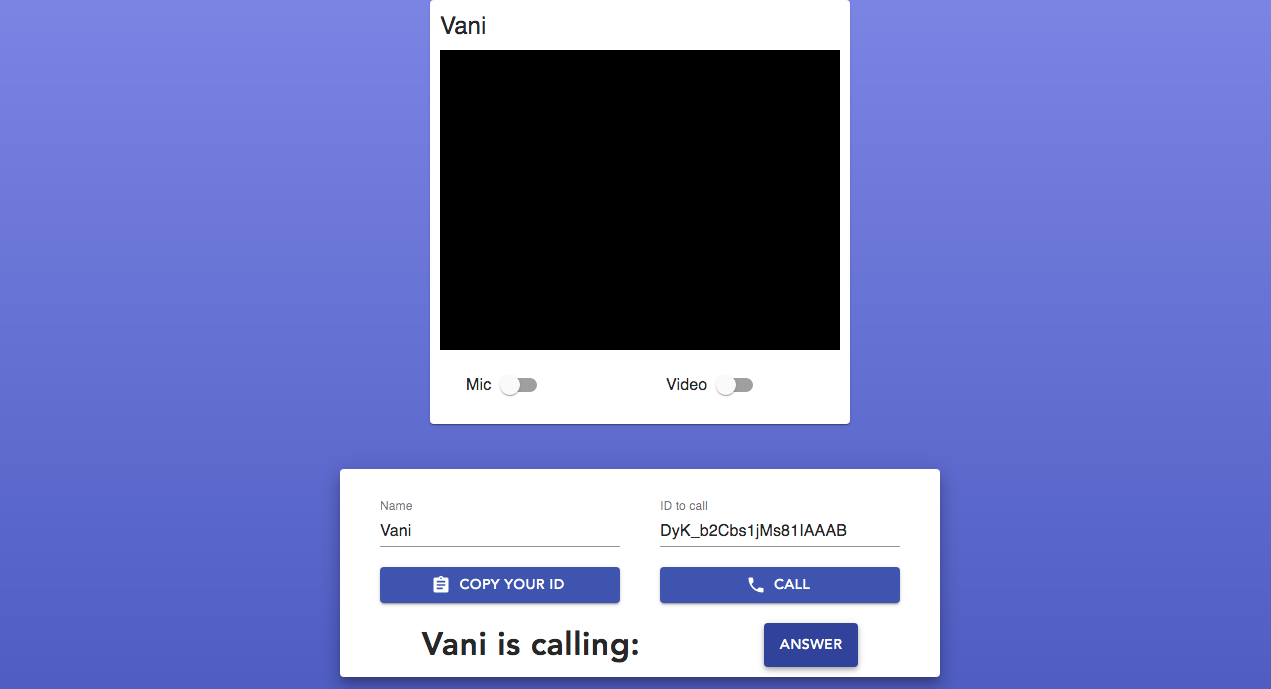 Vani
Mic Video
Name ID to call
Vani DyK_b2Cbs1jMs81IAAAB
COPY YOUR ID CALL
Vani is calling: ANSWER